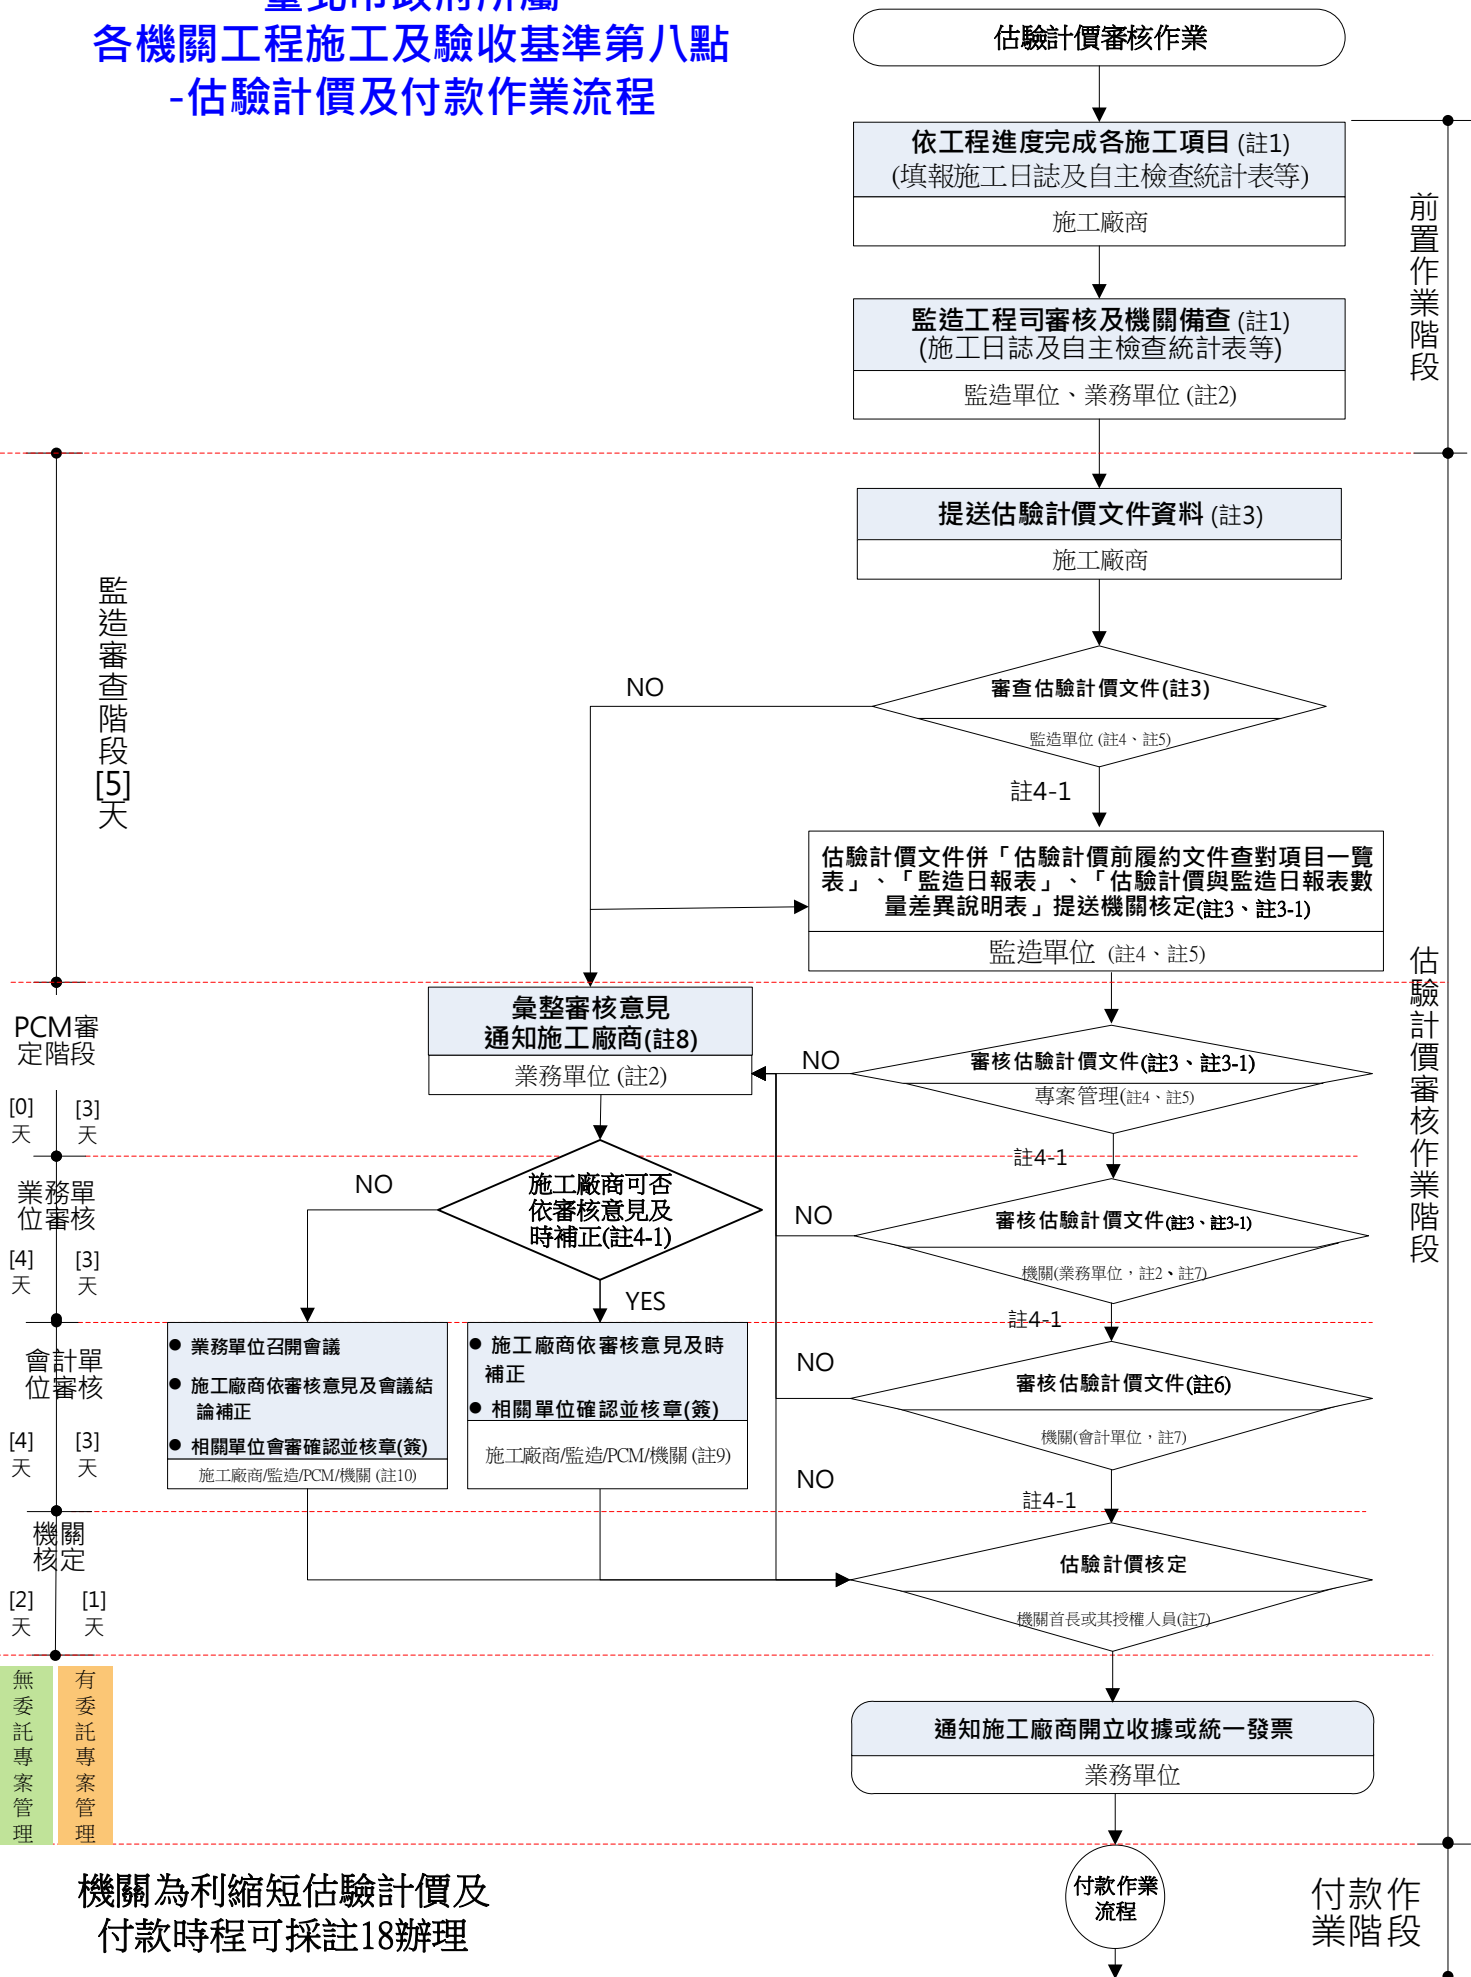 臺北市政府所屬
各機關工程施工及驗收基準第八點
-估驗計價及付款作業流程
估驗計價審核作業
依工程進度完成各施工項目 (註1)
(填報施工日誌及自主檢查統計表等)
施工廠商
前置作業階段
監造工程司審核及機關備查 (註1)
(施工日誌及自主檢查統計表等)
監造單位、業務單位 (註2)
提送估驗計價文件資料 (註3)
施工廠商
監造審查階段
[5]
天
NO
審查估驗計價文件(註3)
監造單位 (註4、註5)
註4-1
估驗計價文件併「估驗計價前履約文件查對項目一覽
表」、「監造日報表」、「估驗計價與監造日報表數
量差異說明表」提送機關核定(註3、註3-1)
監造單位 (註4、註5)
估驗計價審核作業階段
PCM審
定階段
[0]
天
[3]
天
彙整審核意見
通知施工廠商(註8)
業務單位 (註2)
NO
審核估驗計價文件(註3、註3-1)
專案管理(註4、註5)
註4-1
業務單
位審核
[4]
天
[3]
天
NO
施工廠商可否
依審核意見及
時補正(註4-1)
YES
NO
審核估驗計價文件(註3、註3-1)
機關(業務單位，註2、註7)
註4-1
會計單
位審核
[4]
天
[3]
天
● 業務單位召開會議
● 施工廠商依審核意見及會議結
論補正
● 相關單位會審確認並核章(簽)
施工廠商/監造/PCM/機關 (註10)
● 施工廠商依審核意見及時
補正
● 相關單位確認並核章(簽)
施工廠商/監造/PCM/機關 (註9)
NO
審核估驗計價文件(註6)
機關(會計單位，註7)
NO
註4-1
機關
核定
[2]
天
[1]
天
估驗計價核定
機關首長或其授權人員(註7)
無委託專案管理
有委託專案管理
通知施工廠商開立收據或統一發票
業務單位
機關為利縮短估驗計價及
付款時程可採註18辦理
付款作業
流程
付款作
業階段